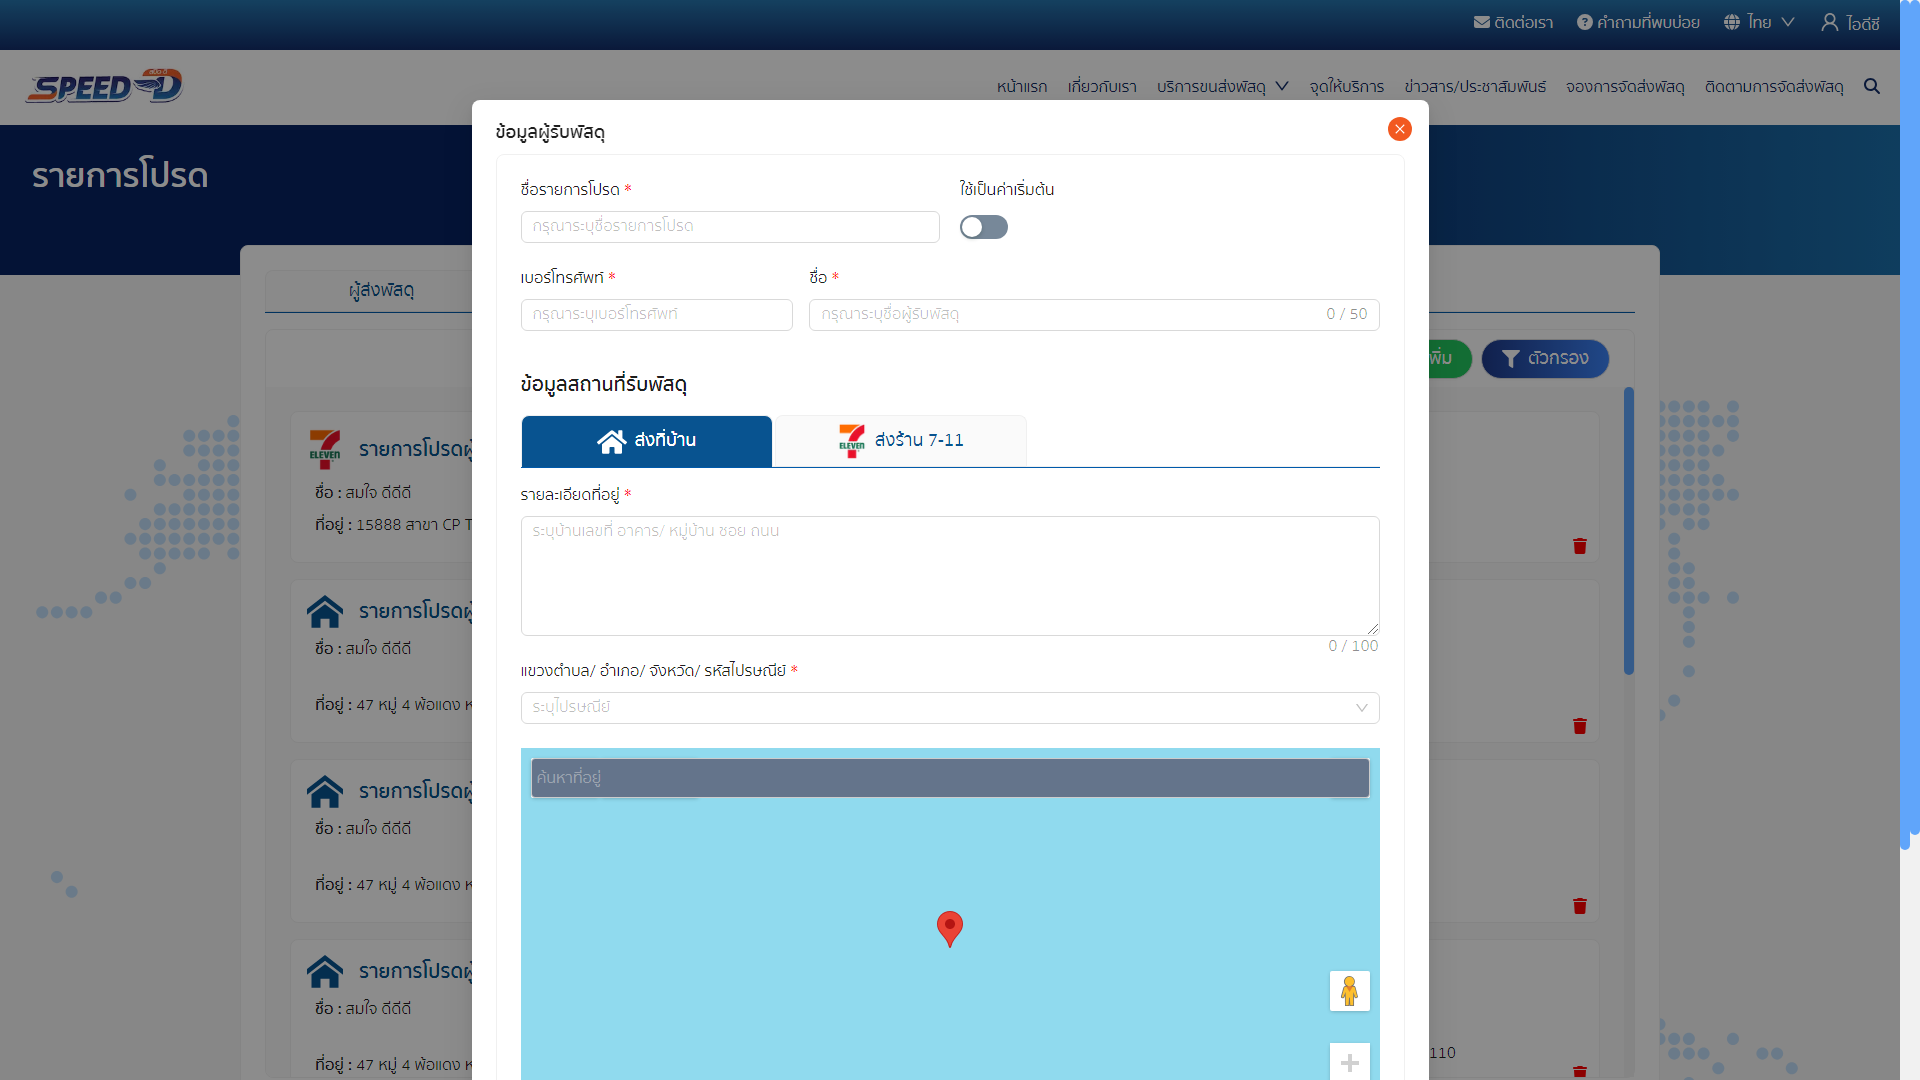 ติดต่อเรา คำถามที่พบบ่อย ไทย ไอดีซี
สปีด-ดี
SPEED-D
หน้าแรก เกี่ยวกับเรา บริการขนส่งพัสดุ จุดให้บริการ ข่าวสาร/ประชาสัมพันธ์ จองการจัดส่งพัสดุ ติดตามการจัดส่งพัสดุ
รายการโปรด
ผู้ส่งพัสดุ
ข้อมูลผู้รับพัสดุ
ชื่อรายการโปรด *
ใช้เป็นค่าเริ่มต้น
กรุณาระบุชื่อรายการโปรด
เบอร์โทรศัพท์ *
ชื่อ *
กรุณาระบุเบอร์โทรศัพท์
กรุณาระบุชื่อผู้รับพัสดุ
0 / 50
ข้อมูลสถานที่รับพัสดุ
ส่งที่บ้าน
7 ELEVEN ส่งร้าน 7-11
รายละเอียดที่อยู่ *
ระบุบ้านเลขที่ อาคาร/ หมู่บ้าน ซอย ถนน
0 / 100
แขวงตำบล/ อำเภอ/ จังหวัด/ รหัสไปรษณีย์ *
ระบุไปรษณีย์
ค้นหาที่อยู่
ตัวกรอง
7 ELEVEN รายการโปรดผู้
ชื่อ : สมใจ ดีดีดี
ที่อยู่ : 15888 สาขา CP T
รายการโปรดผู้
ชื่อ : สมใจ ดีดีดี
ที่อยู่ : 47 หมู่ 4 พ้อแดง ห
รายการโปรดผู้
ชื่อ : สมใจ ดีดีดี
ที่อยู่ : 47 หมู่ 4 พ้อแดง ห
รายการโปรดผู้
ชื่อ : สมใจ ดีดีดี
ที่อยู่ : 47 หมู่ 4 พ้อแดง ห
110